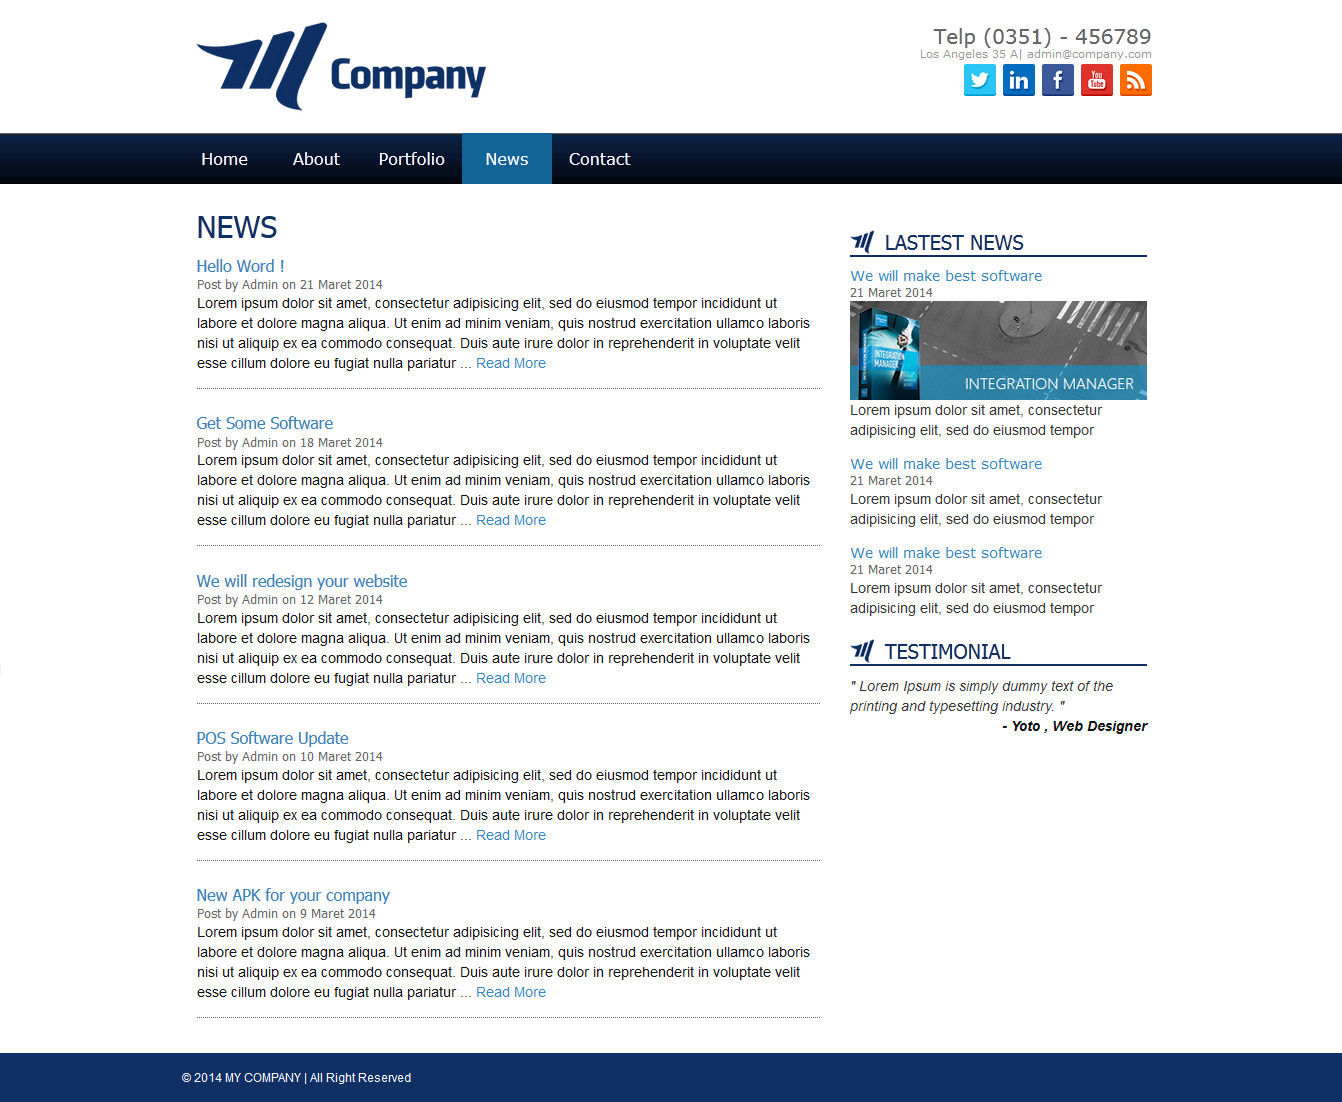 Company
Telp (0351) - 456789
Los Angeles 35 A| admin@company.com
You
Tube
Home About Portfolio News Contact
NEWS
Hello Word !
Post by Admin on 21 Maret 2014
Lorem ipsum dolor sit amet, consectetur adipisicing elit, sed do eiusmod tempor incididunt ut
labore et dolore magna aliqua. Ut enim ad minim veniam, quis nostrud exercitation ullamco laboris
nisi ut aliquip ex ea commodo consequat. Duis aute irure dolor in reprehenderit in voluptate velit
esse cillum dolore eu fugiat nulla pariatur ... Read More
Get Some Software
Post by Admin on 18 Maret 2014
Lorem ipsum dolor sit amet, consectetur adipisicing elit, sed do eiusmod tempor incididunt ut
labore et dolore magna aliqua. Ut enim ad minim veniam, quis nostrud exercitation ullamco laboris
nisi ut aliquip ex ea commodo consequat. Duis aute irure dolor in reprehenderit in voluptate velit
esse cillum dolore eu fugiat nulla pariatur ... Read More
We will redesign your website
Post by Admin on 12 Maret 2014
Lorem ipsum dolor sit amet, consectetur adipisicing elit, sed do eiusmod tempor incididunt ut
labore et dolore magna aliqua. Ut enim ad minim veniam, quis nostrud exercitation ullamco laboris
nisi ut aliquip ex ea commodo consequat. Duis aute irure dolor in reprehenderit in voluptate velit
esse cillum dolore eu fugiat nulla pariatur ... Read More
POS Software Update
Post by Admin on 10 Maret 2014
Lorem ipsum dolor sit amet, consectetur adipisicing elit, sed do eiusmod tempor incididunt ut
labore et dolore magna aliqua. Ut enim ad minim veniam, quis nostrud exercitation ullamco laboris
nisi ut aliquip ex ea commodo consequat. Duis aute irure dolor in reprehenderit in voluptate velit
esse cillum dolore eu fugiat nulla pariatur ... Read More
New APK for your company
Post by Admin on 9 Maret 2014
Lorem ipsum dolor sit amet, consectetur adipisicing elit, sed do eiusmod tempor incididunt ut
labore et dolore magna aliqua. Ut enim ad minim veniam, quis nostrud exercitation ullamco laboris
nisi ut aliquip ex ea commodo consequat. Duis aute irure dolor in reprehenderit in voluptate velit
esse cillum dolore eu fugiat nulla pariatur ... Read More
LASTEST NEWS
We will make best software
21 Maret 2014
INTEGRATION
MANAGER
INTEGRATION MANAGER
Lorem ipsum dolor sit amet, consectetur
adipisicing elit, sed do eiusmod tempor
We will make best software
21 Maret 2014
Lorem ipsum dolor sit amet, consectetur
adipisicing elit, sed do eiusmod tempor
We will make best software
21 Maret 2014
Lorem ipsum dolor sit amet, consectetur
adipisicing elit, sed do eiusmod tempor
TESTIMONIAL
" Lorem Ipsum is simply dummy text of the
printing and typesetting industry. "
- Yoto , Web Designer
© 2014 MY COMPANY | All Right Reserved